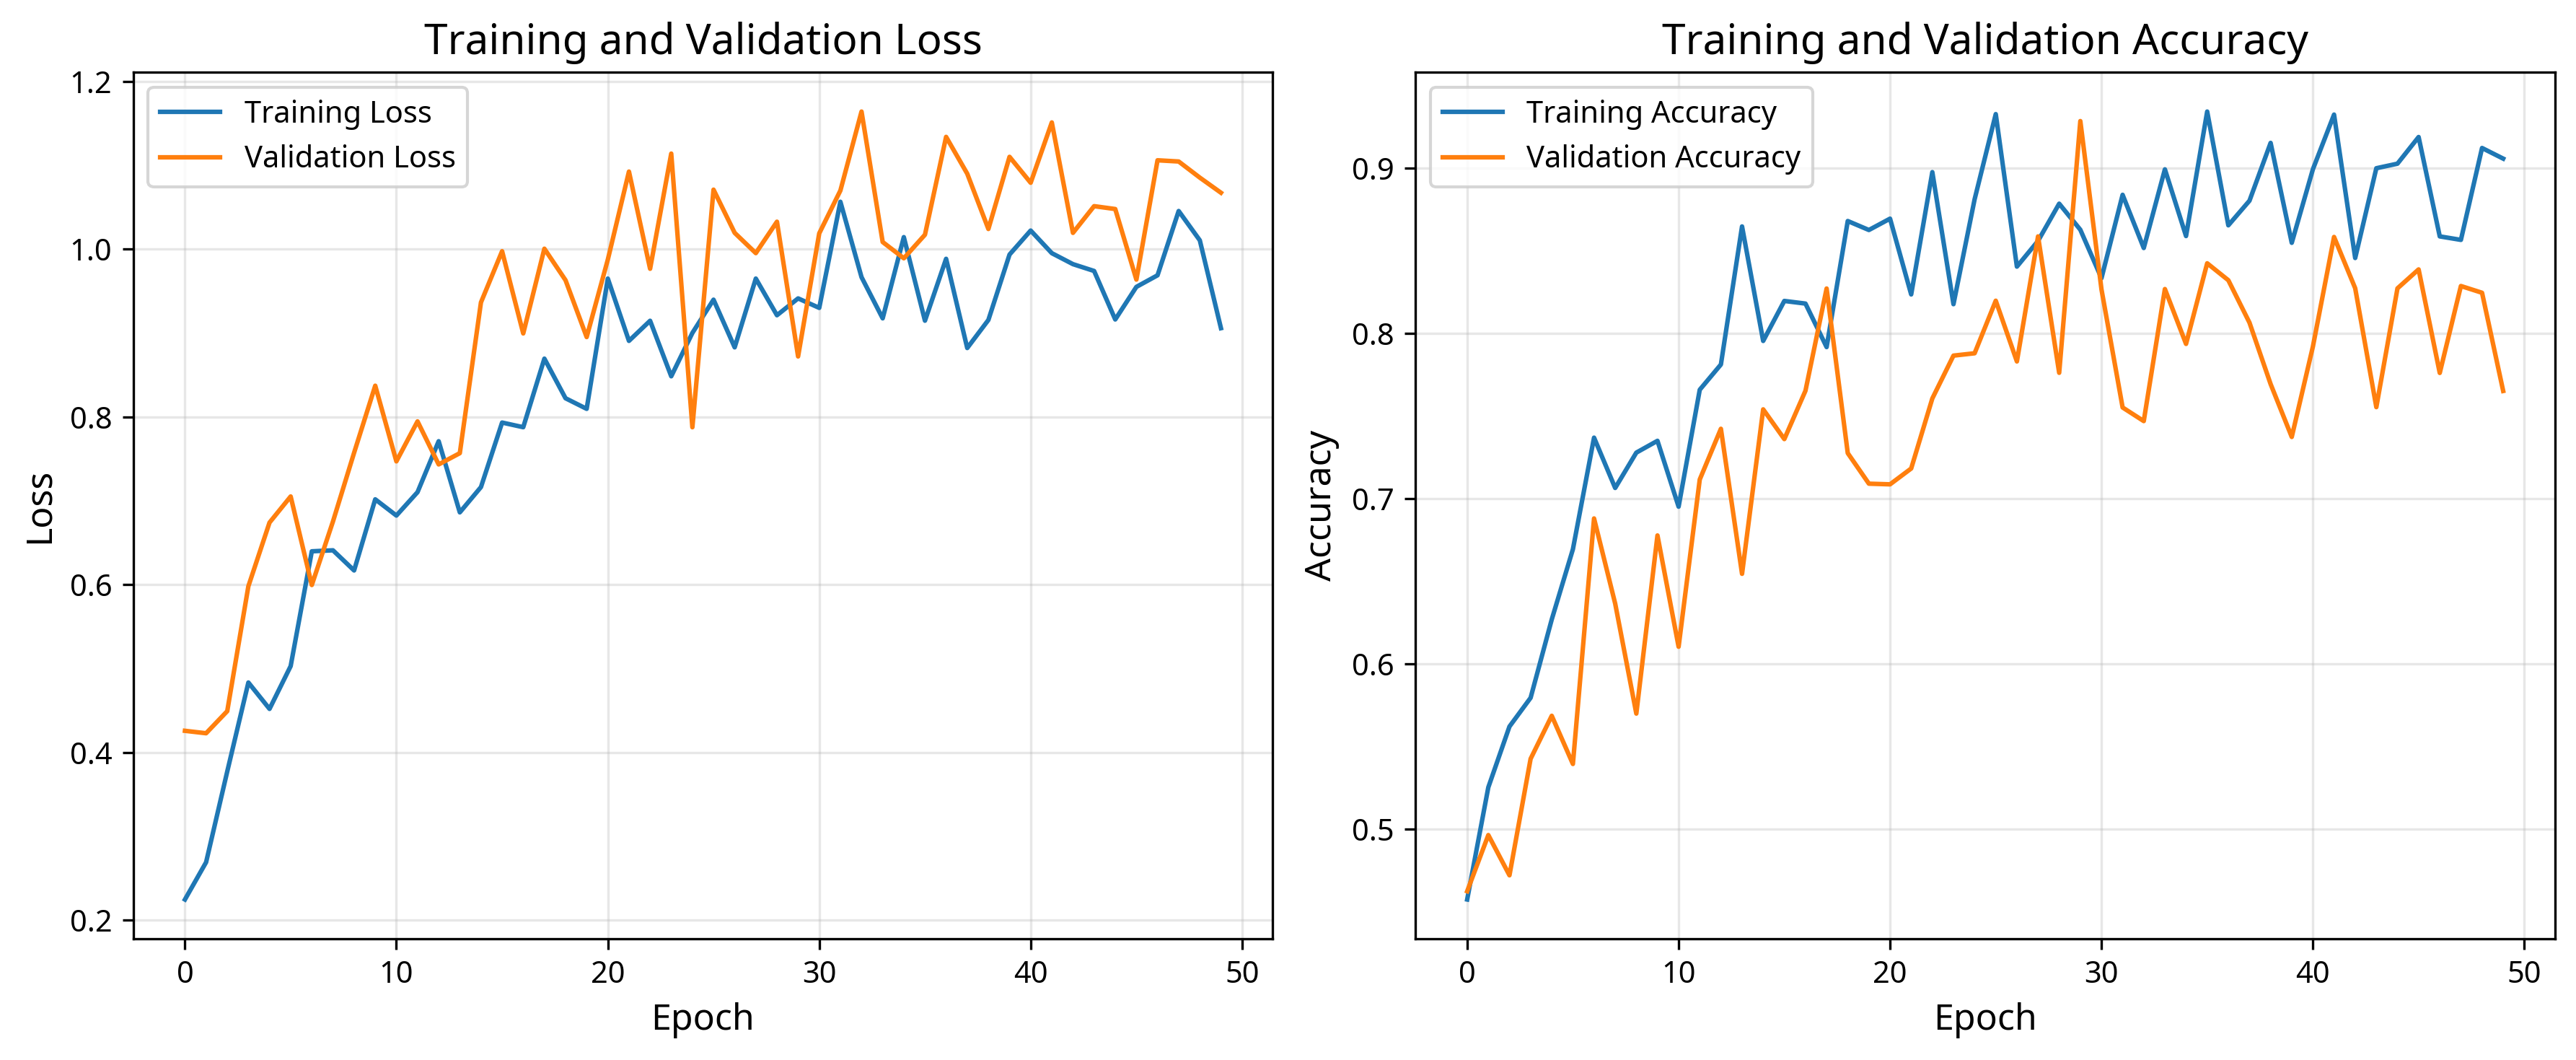 Training and Validation Loss
1.2
1.0
0.8
0.6
0.4
0.2
Loss
Training Loss
Validation Loss
0 10 20 30 40 50
Epoch
Training and Validation Accuracy
0.9
0.8
0.7
0.6
0.5
Accuracy
Training Accuracy
Validation Accuracy
0 10 20 30 40 50
Epoch